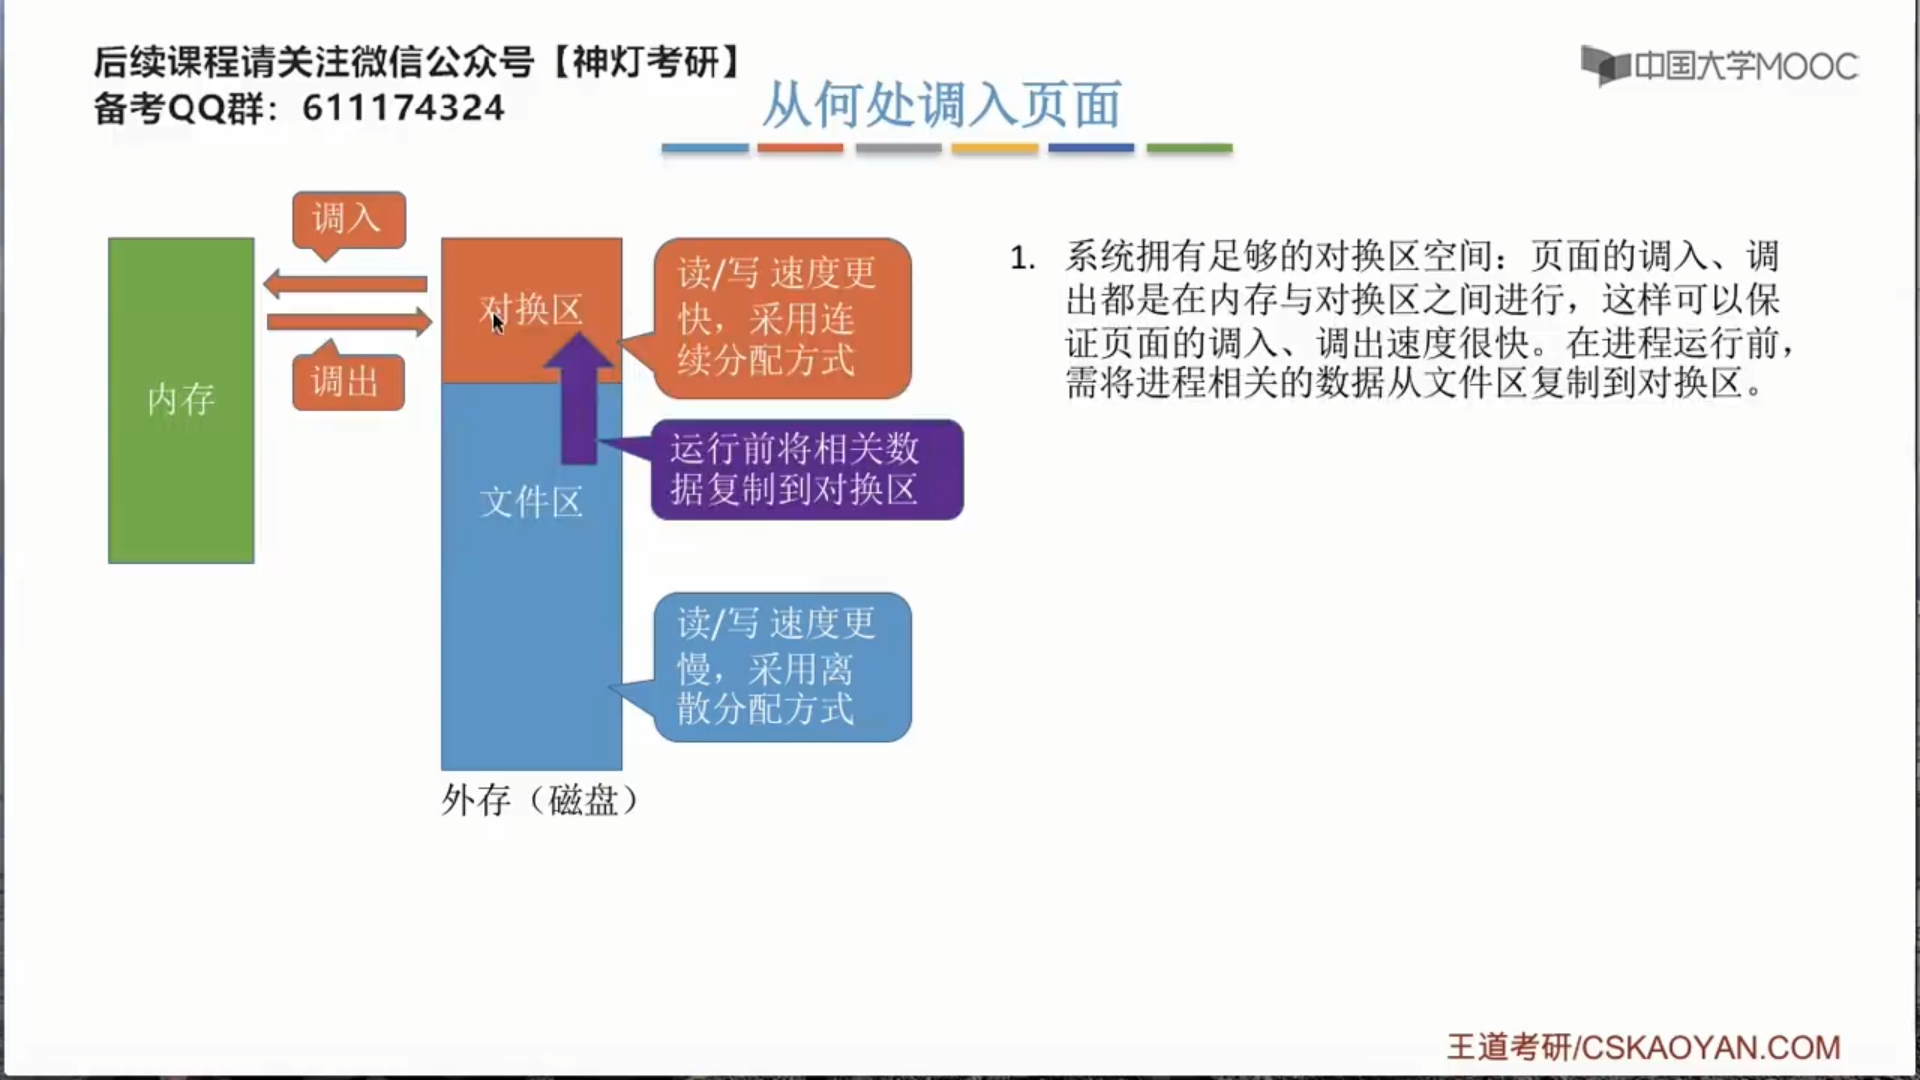 后续课程请关注微信公众号【神灯考研】
备考QQ群：611174324
中国大学MOOC
从何处调入页面
调入
调出
内存
对换区
文件区
外存（磁盘）
读/写 速度更
快，采用连
续分配方式
运行前将相关数
据复制到对换区
读/写 速度更
慢，采用离
散分配方式
1. 系统拥有足够的对换区空间：页面的调入、调
出都是在内存与对换区之间进行，这样可以保
证页面的调入、调出速度很快。在进程运行前，
需将进程相关的数据从文件区复制到对换区。
王道考研/CSKAOYAN.COM